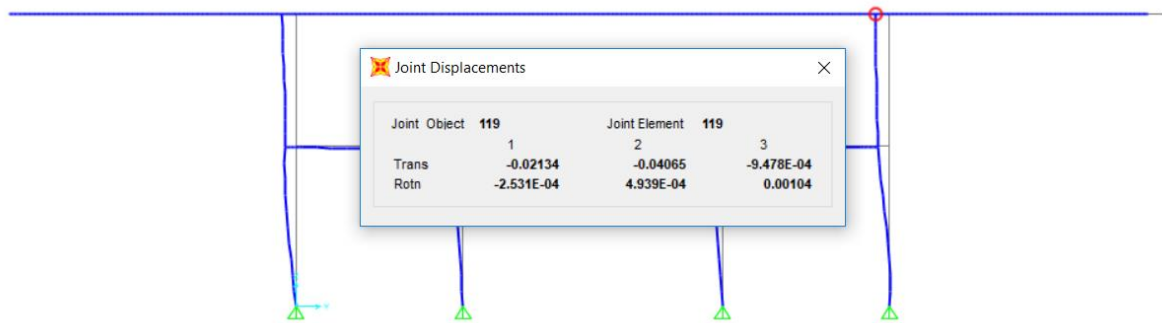 Joint Displacements
Joint Object 119 Joint Element 119
1 2 3
Trans -0.02134 -0.04065 -9.478E-04
Rotn -2.531E-04 4.939E-04 0.00104